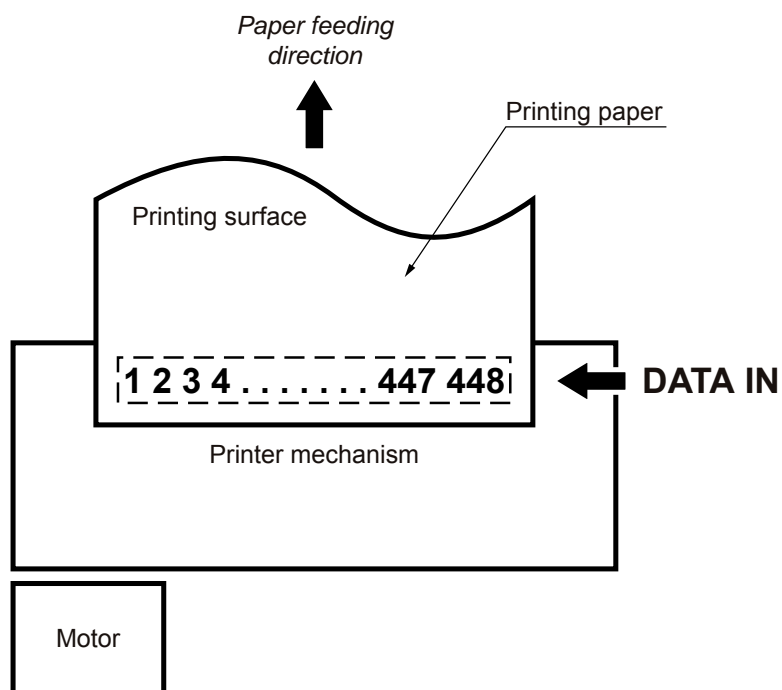 Paper feeding
direction
Printing paper
Printing surface
1 2 3 4 . . . . . . . 447 448
DATA IN
Printer mechanism
Motor